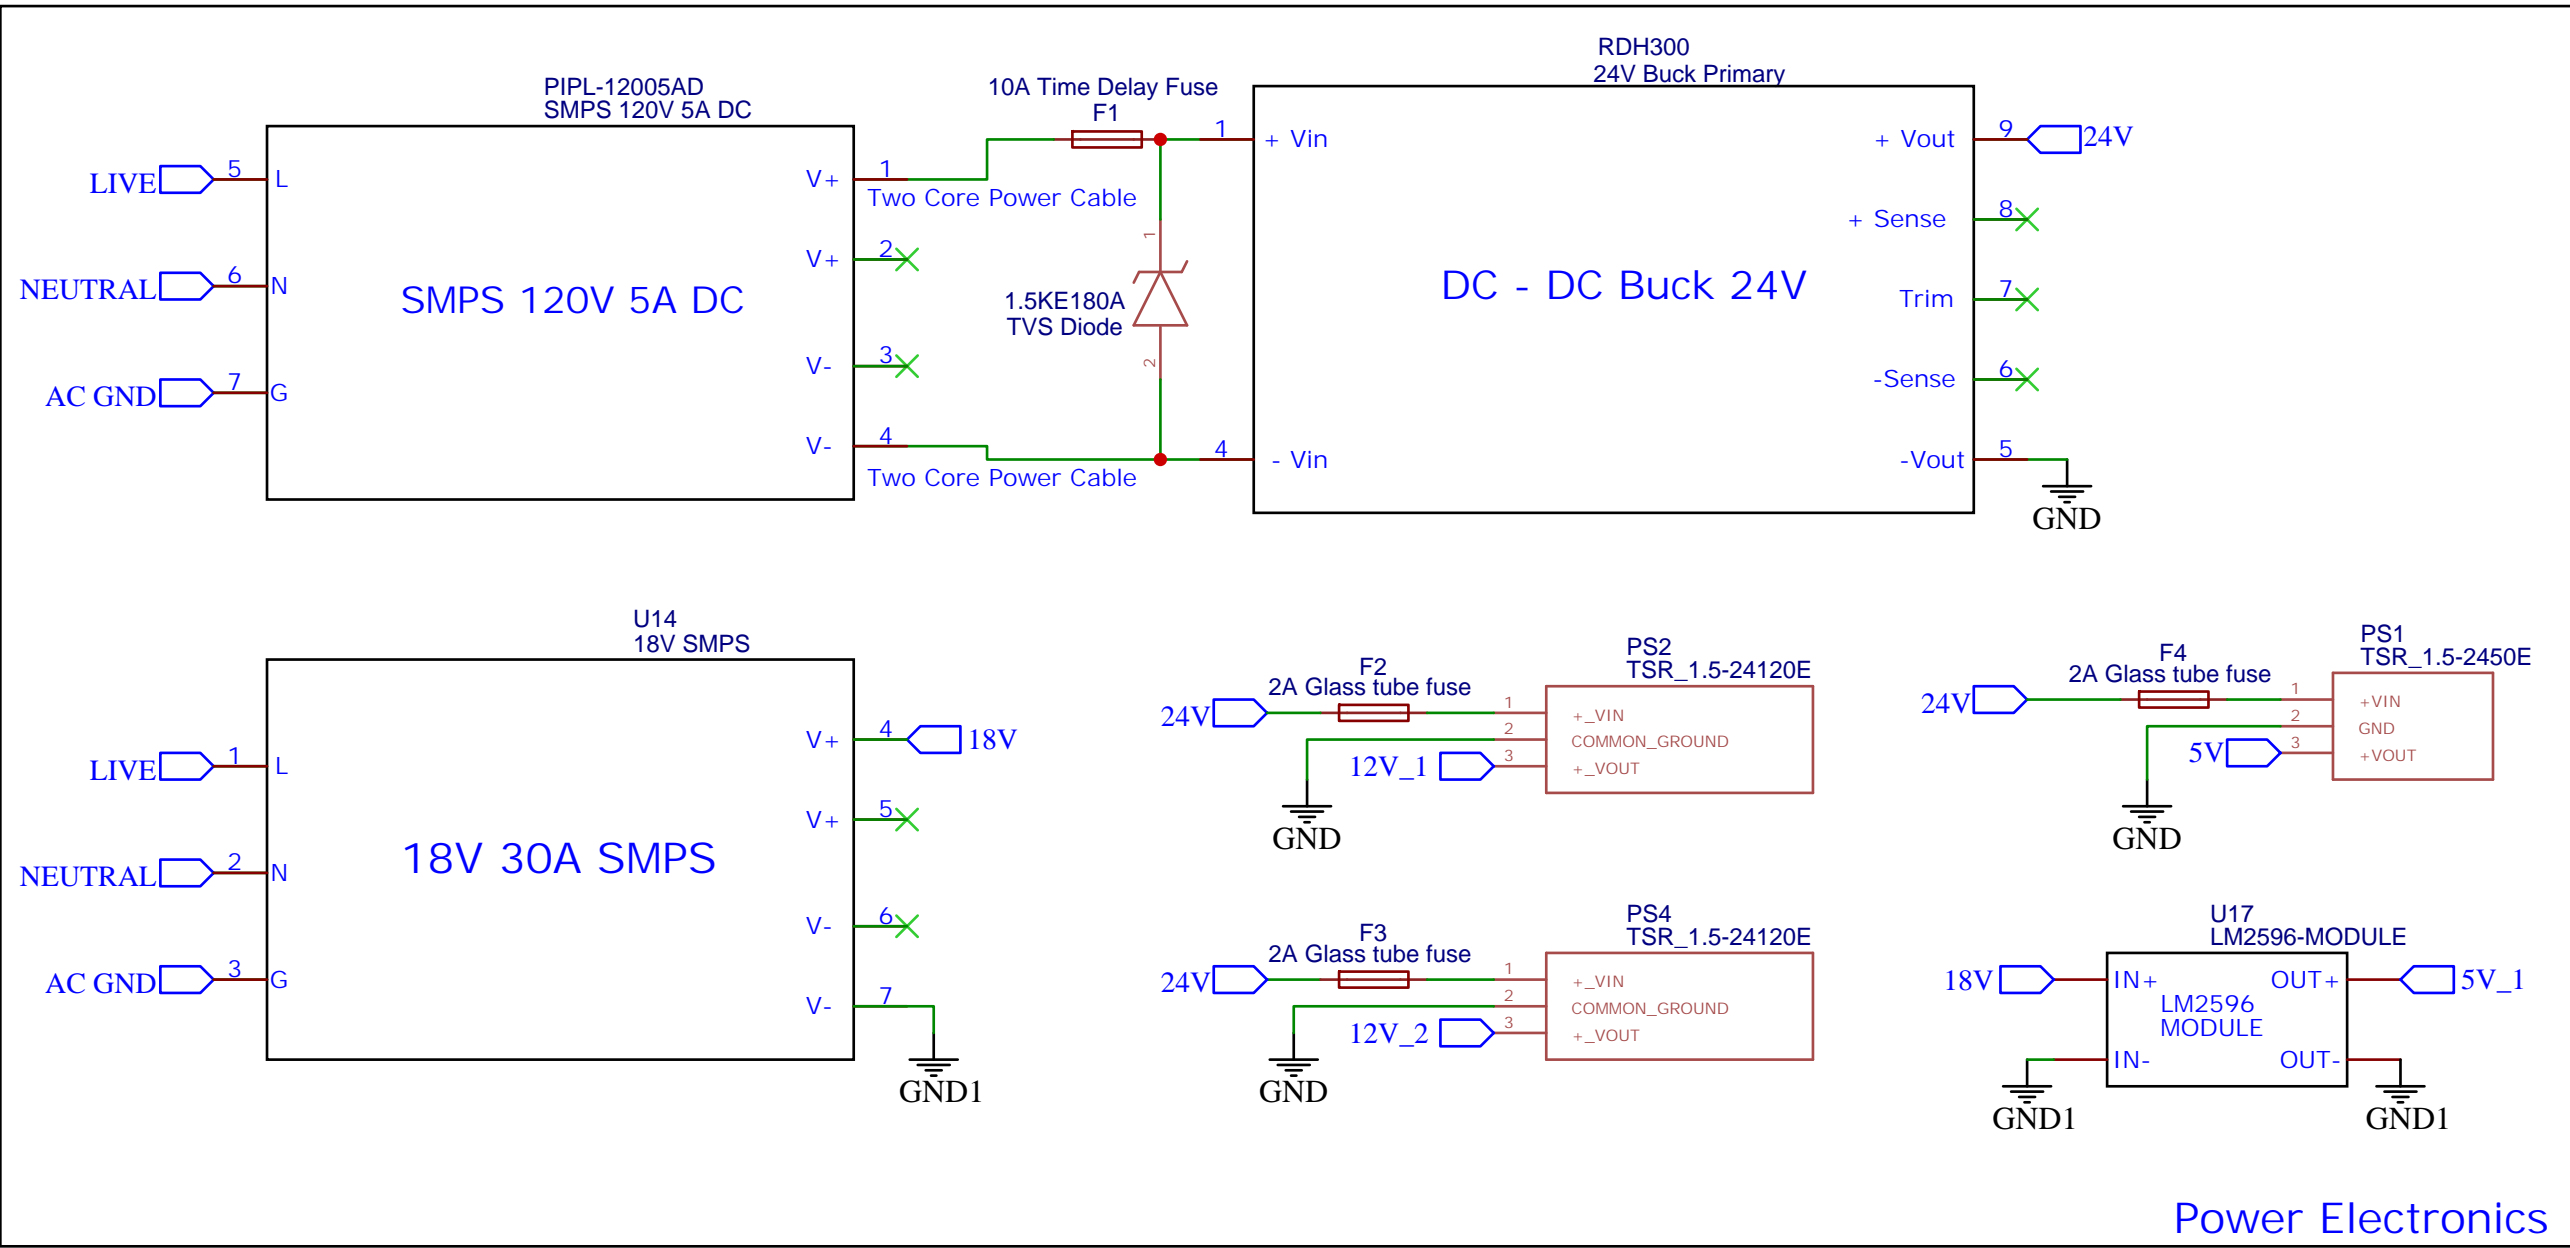 PIPL-12005AD
SMPS 120V 5A DC
LIVE
5
L
NEUTRAL
6
N
AC GND
7
G
SMPS 120V 5A DC
V+
1
V+
2
V-
3
V-
4
Two Core Power Cable
Two Core Power Cable
10A Time Delay Fuse
F1
1
2
1.5KE180A
TVS Diode
RDH300
24V Buck Primary
1
+ Vin
4
- Vin
DC - DC Buck 24V
+ Vout
9
24V
+ Sense
8
Trim
7
-Sense
6
-Vout
5
GND
U14
18V SMPS
LIVE
1
L
NEUTRAL
2
N
AC GND
3
G
18V 30A SMPS
V+
4
18V
V+
5
V-
6
V-
7
GND1
F2
2A Glass tube fuse
24V
12V_1
GND
PS2
TSR_1.5-24120E
1
+_VIN
2
COMMON_GROUND
3
+_VOUT
F4
2A Glass tube fuse
24V
5V
GND
PS1
TSR_1.5-2450E
1
+VIN
2
GND
3
+VOUT
F3
2A Glass tube fuse
24V
12V_2
GND
PS4
TSR_1.5-24120E
1
+_VIN
2
COMMON_GROUND
3
+_VOUT
U17
LM2596-MODULE
18V
IN+
OUT+
5V_1
LM2596
MODULE
IN-
OUT-
GND1
GND1
Power Electronics